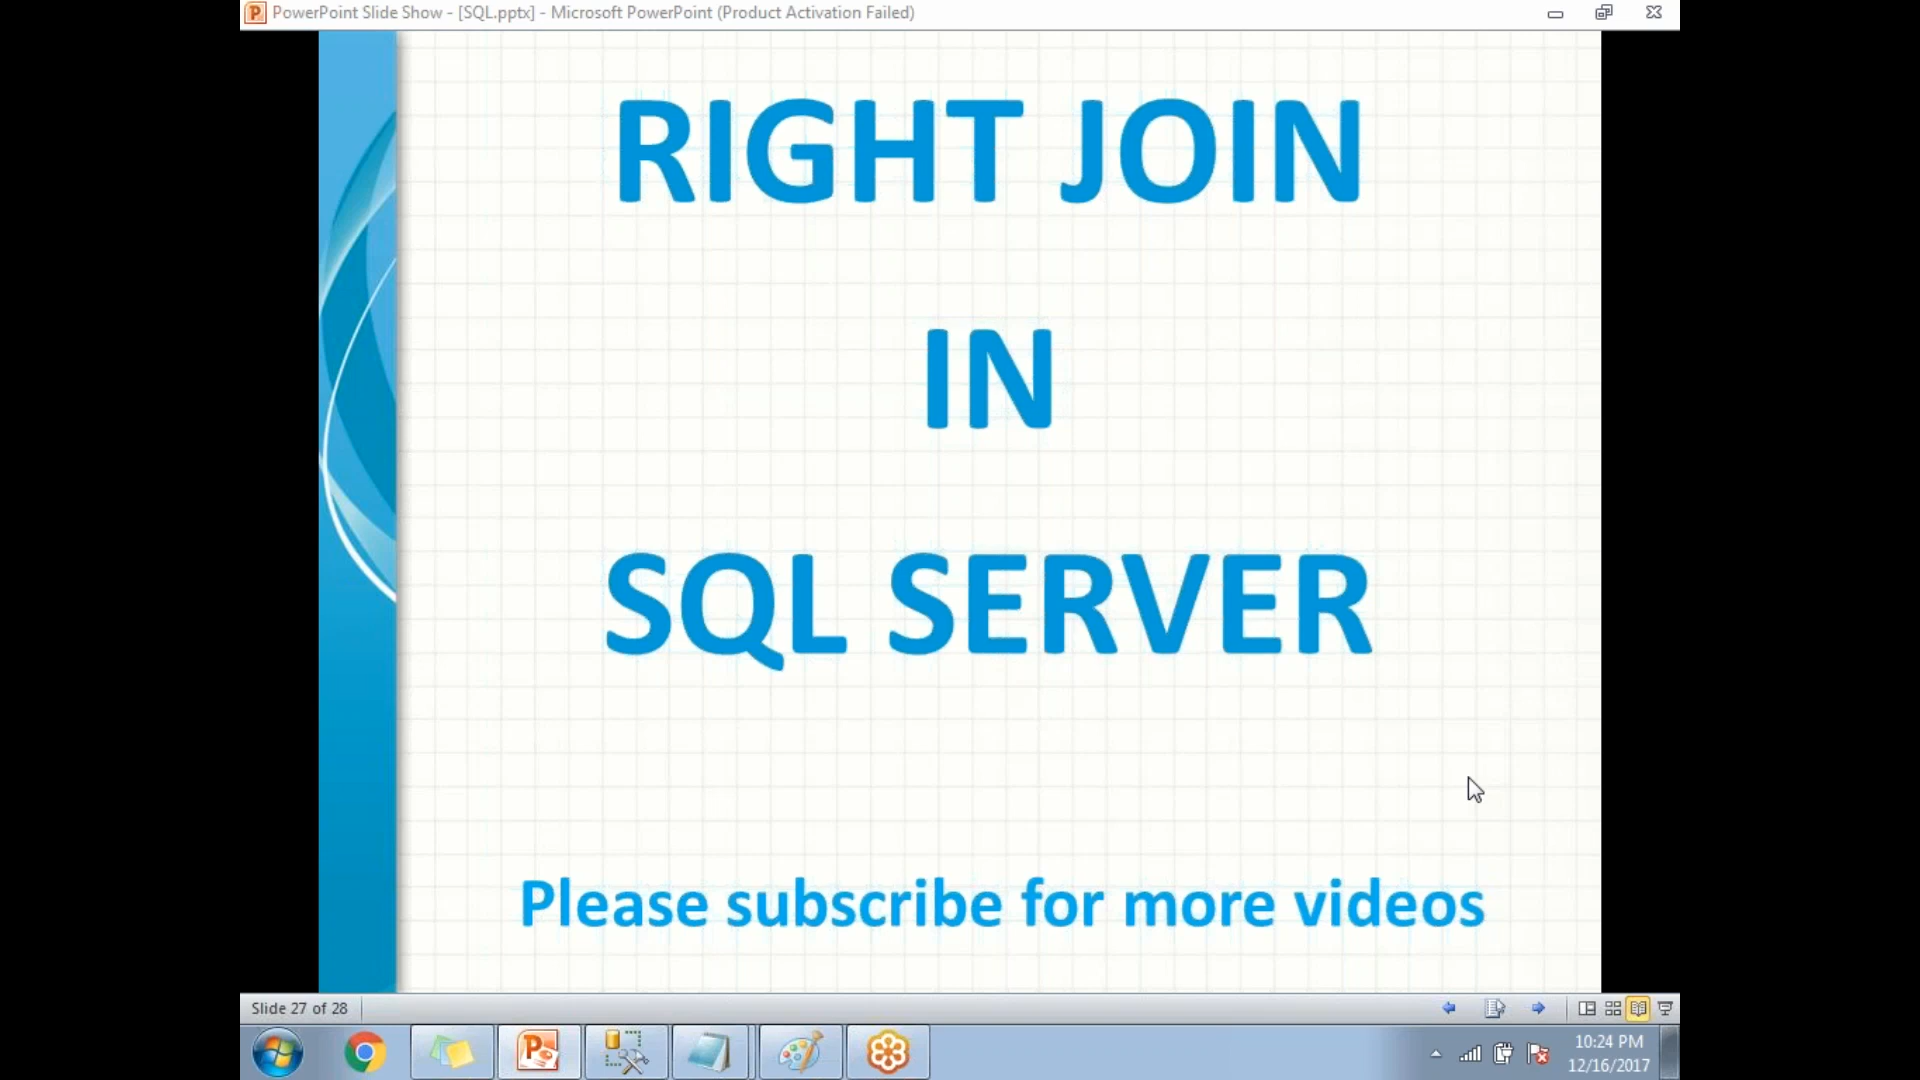 PowerPoint Slide Show - [SQL.pptx] - Microsoft PowerPoint (Product Activation Failed)
RIGHT JOIN
IN
SQL SERVER
Please subscribe for more videos
Slide 27 of 28
10:24 PM
12/16/2017